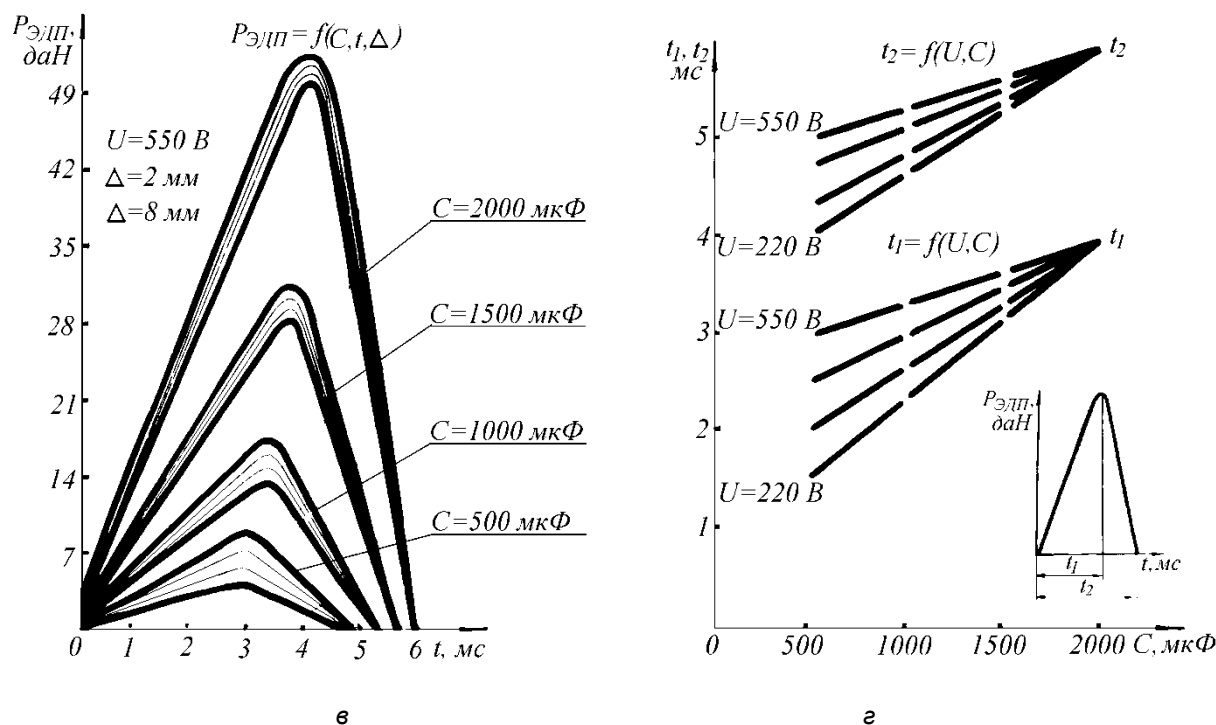 PЭДП,
даН
PЭДП=f(C,t,Δ)
49
42
35
28
21
14
7
U=550 В
Δ=2 мм
Δ=8 мм
C=2000 мкФ
C=1500 мкФ
C=1000 мкФ
C=500 мкФ
0 1 2 3 4 5 6 t, мс
в
t1, t2
мс
t2=f(U,C)
t2
U=550 В
5
4
U=220 В
t1=f(U,C)
t1
3
U=550 В
2
U=220 В
1
PЭДП,
даН
t1
t, мс
t2
0 500 1000 1500 2000 C, мкФ
г